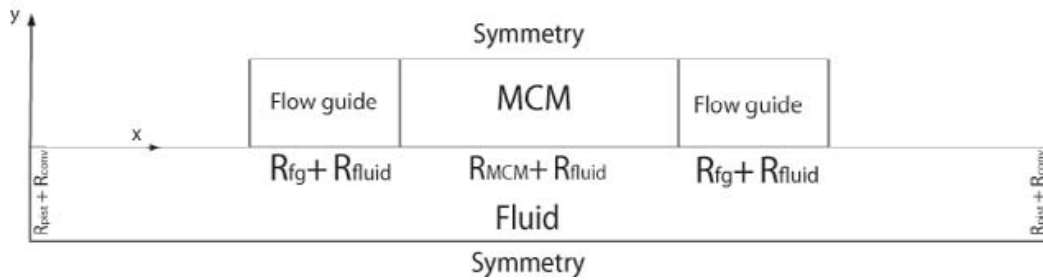 y
Symmetry
Flow guide MCM Flow guide
x
Rfg+ Rfluid RMCM+ Rfluid Rfg+ Rfluid
Rpist + Rconv Rpist + Rconv
Fluid
Symmetry